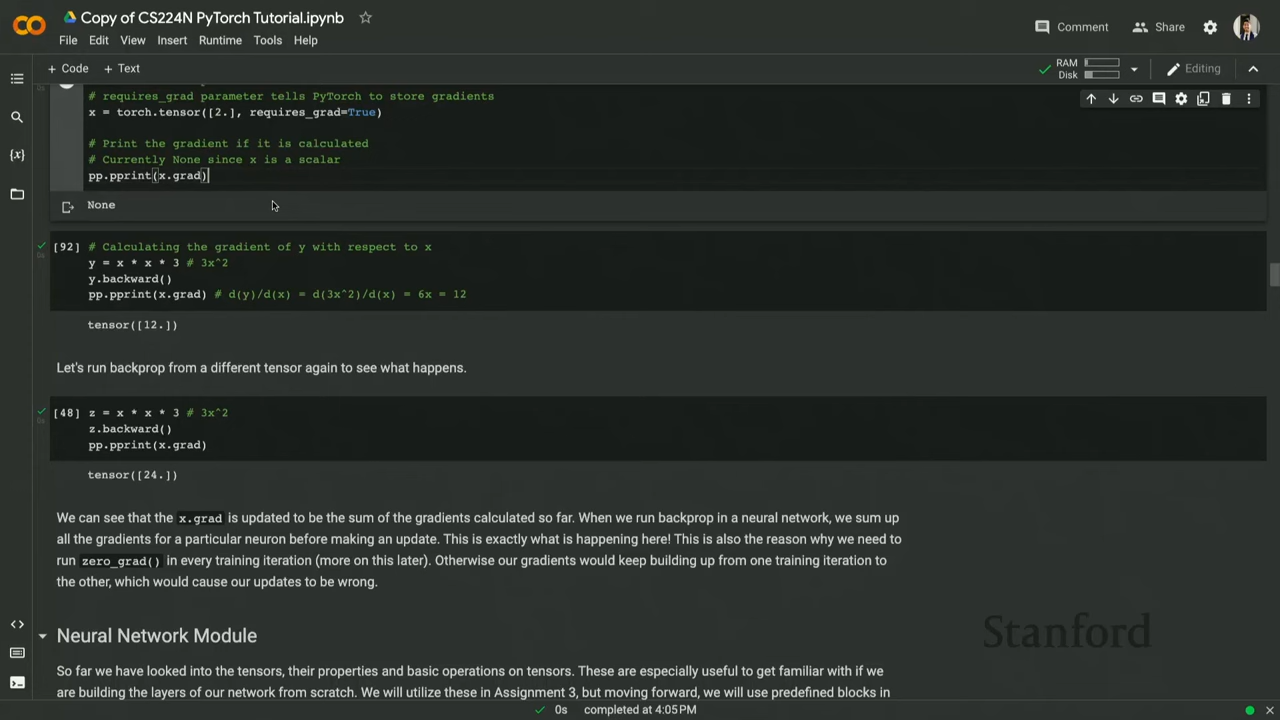 Copy of CS224N PyTorch Tutorial.ipynb
Comment
Share
File Edit View Insert Runtime Tools Help
+ Code + Text
RAM
Disk
Editing
# requires_grad parameter tells PyTorch to store gradients
x = torch.tensor([2.], requires_grad=True)
# Print the gradient if it is calculated
# Currently None since x is a scalar
pp.pprint(x.grad)
None
[92] # Calculating the gradient of y with respect to x
y = x * x * 3 # 3x^2
y.backward()
pp.pprint(x.grad) # d(y)/d(x) = d(3x^2)/d(x) = 6x = 12
tensor([12.])
Let's run backprop from a different tensor again to see what happens.
[48] z = x * x * 3 # 3x^2
z.backward()
pp.pprint(x.grad)
tensor([24.])
We can see that the x.grad is updated to be the sum of the gradients calculated so far. When we run backprop in a neural network, we sum up
all the gradients for a particular neuron before making an update. This is exactly what is happening here! This is also the reason why we need to
run zero_grad() in every training iteration (more on this later). Otherwise our gradients would keep building up from one training iteration to
the other, which would cause our updates to be wrong.
Stanford
Neural Network Module
So far we have looked into the tensors, their properties and basic operations on tensors. These are especially useful to get familiar with if we
are building the layers of our network from scratch. We will utilize these in Assignment 3, but moving forward, we will use predefined blocks in
0s completed at 4:05PM